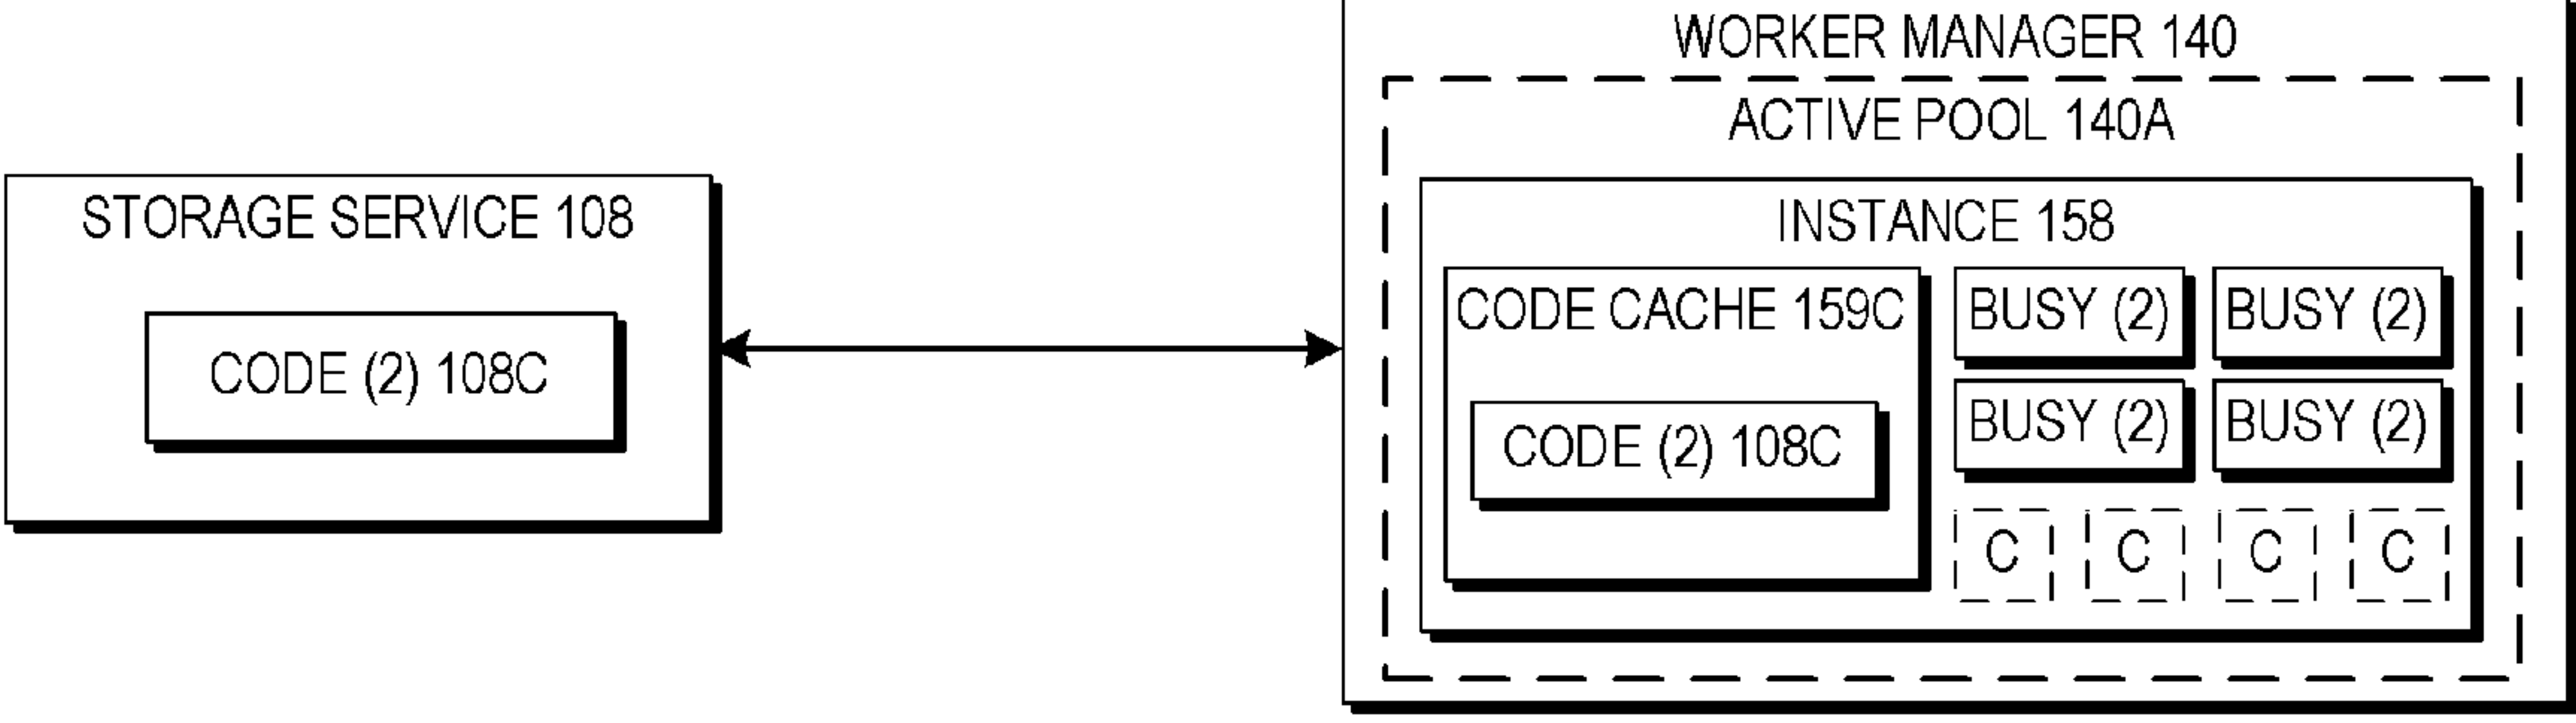 WORKER MANAGER 140
ACTIVE POOL 140A
STORAGE SERVICE 108
CODE (2) 108C
INSTANCE 158
CODE CACHE 159C
CODE (2) 108C
BUSY (2) BUSY (2)
BUSY (2) BUSY (2)
C C C C